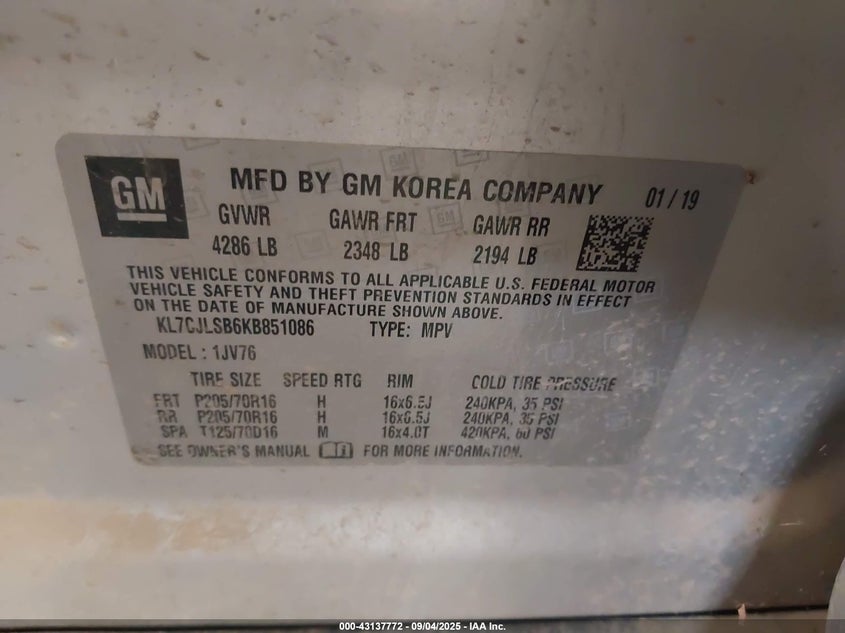 GM MFD BY GM KOREA COMPANY 01 / 19
GVWR GAWR FRT GAWR RR
4286 LB 2348 LB 2194 LB
THIS VEHICLE CONFORMS TO ALL APPLICABLE U.S. FEDERAL MOTOR
VEHICLE SAFETY AND THEFT PREVENTION STANDARDS IN EFFECT
ON THE DATE OF MANUFACTURE SHOWN ABOVE.
KL7CJLSB6KB851086 TYPE: MPV
MODEL : 1JV76
TIRE SIZE SPEED RTG RIM COLD TIRE PRESSURE
FRT P205/70R16 H 16x6.5J 240KPA, 35 PSI
RR P205/70R16 H 16x6.5J 240KPA, 35 PSI
SPA T125/70D16 M 16x4.0T 420KPA, 60 PSI
SEE OWNER'S MANUAL FOR MORE INFORMATION.
000-43137772 - 09/04/2025 - IAA Inc.